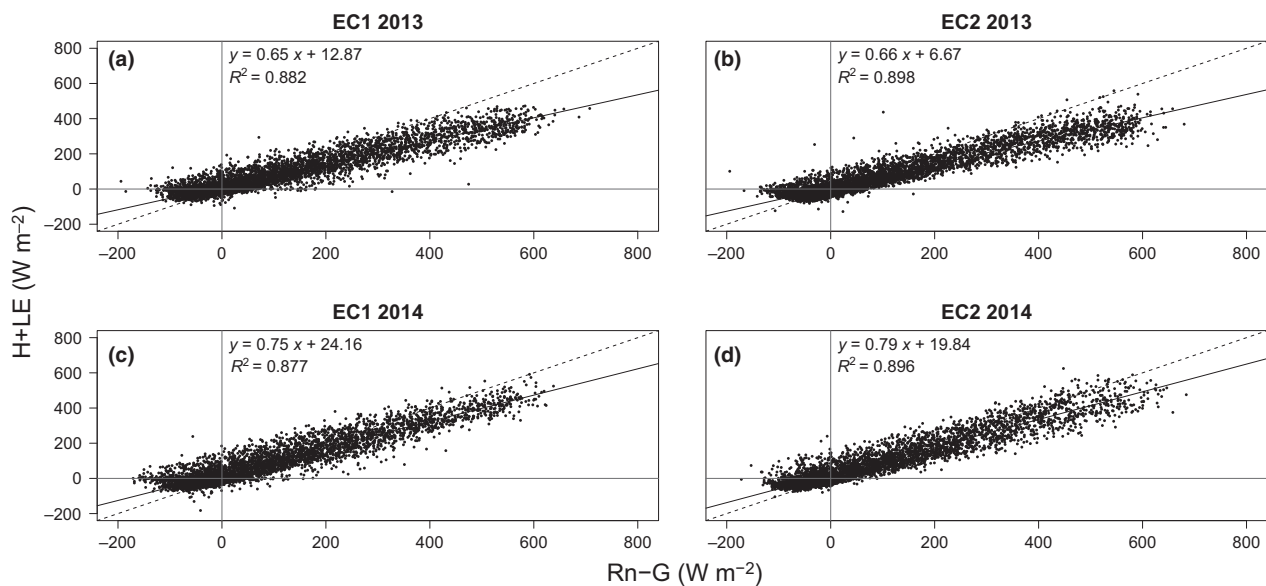 EC1 2013
EC2 2013
(a)
y = 0.65 x + 12.87
R² = 0.882
(b)
y = 0.66 x + 6.67
R² = 0.898
800
600
400
200
0
−200
−200 0 200 400 600 800
−200 0 200 400 600 800
EC1 2014
EC2 2014
(c)
y = 0.75 x + 24.16
R² = 0.877
(d)
y = 0.79 x + 19.84
R² = 0.896
800
600
400
200
0
−200
−200 0 200 400 600 800
−200 0 200 400 600 800
H+LE (W m⁻²)
Rn−G (W m⁻²)